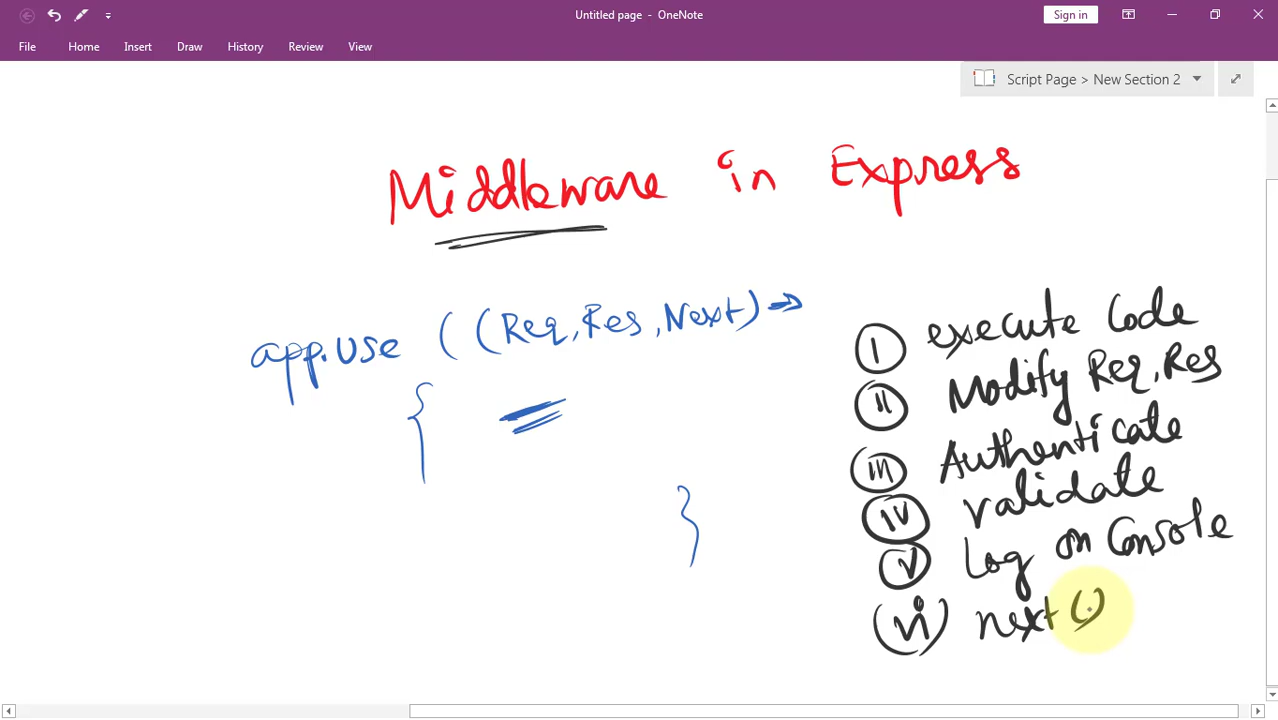 Untitled page - OneNote
Sign in
File Home Insert Draw History Review View
Script Page > New Section 2
Middleware in Express
app.use ((Req,Res,Next)→
{
}
(i) execute Code
(ii) Modify Req,Res
(iii) Authenticate
(iv) validate
(v) Log on Console
(vi) next()